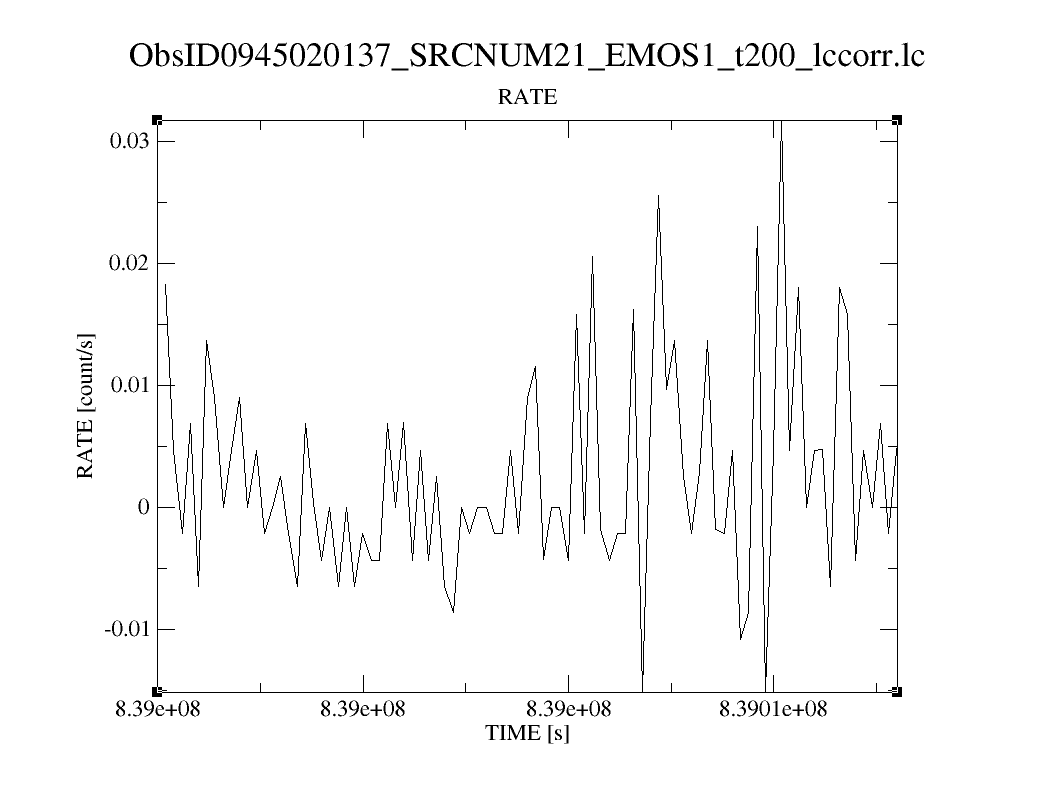 ObsID0945020137_SRCNUM21_EMOS1_t200_lccorr.lc
RATE
0.03
0.02
0.01
0
-0.01
RATE [count/s]
8.39e+08 8.39e+08 8.39e+08 8.3901e+08
TIME [s]